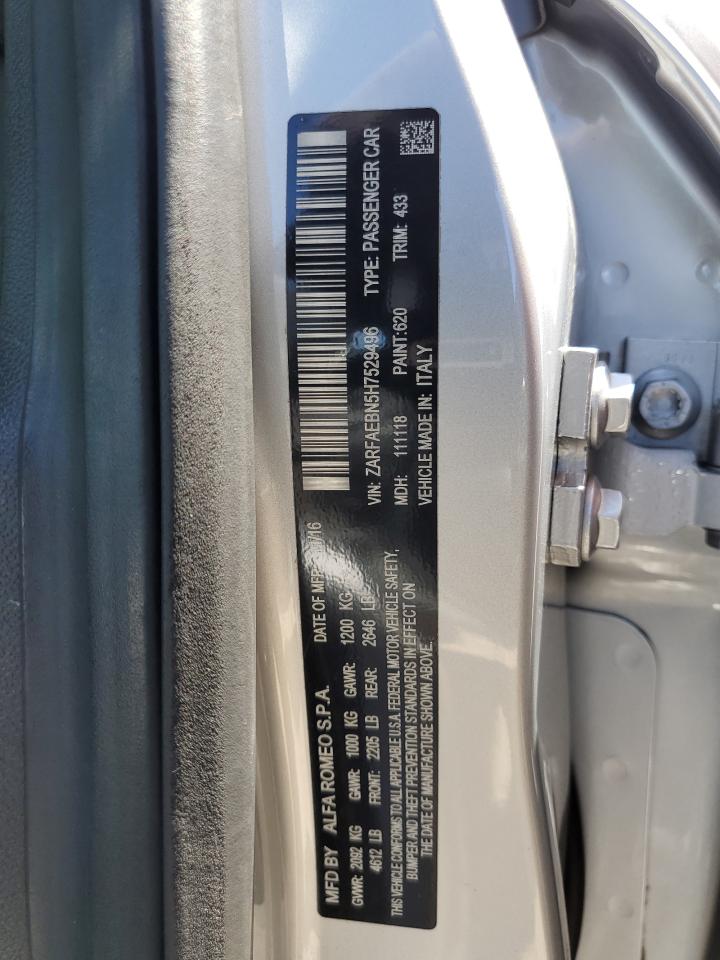 MFD BY ALFA ROMEO S.P.A. DATE OF MFR
GVWR: 2092 KG GAWR: 1000 KG GAWR: 1200 KG
4612 LB FRONT: 2205 LB REAR: 2646 LB
THIS VEHICLE CONFORMS TO ALL APPLICABLE U.S.A. FEDERAL MOTOR VEHICLE SAFETY,
BUMPER, AND THEFT PREVENTION STANDARDS IN EFFECT ON
THE DATE OF MANUFACTURE SHOWN ABOVE.
VIN: ZARFAEBN5H7529496 TYPE: PASSENGER CAR
MDH: 111118 PAINT:620 TRIM: 433
VEHICLE MADE IN: ITALY